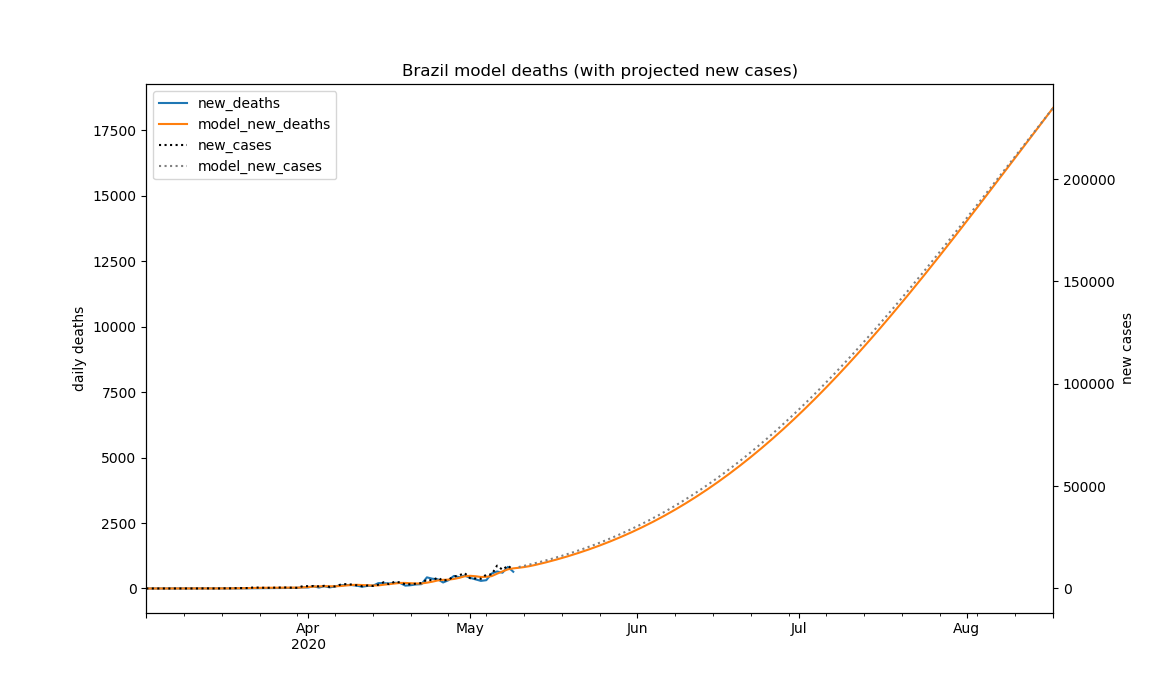 Brazil model deaths (with projected new cases)
new_deaths
model_new_deaths
new_cases
model_new_cases
daily deaths
17500
15000
12500
10000
7500
5000
2500
0
200000
150000
100000
50000
0
new cases
Apr
2020
May
Jun
Jul
Aug